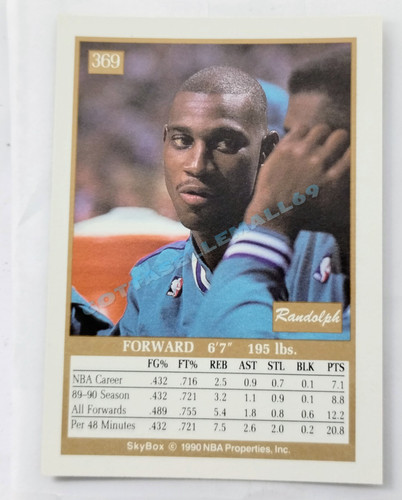 369
GOTBASTLEMALL69
Randolph
FORWARD 6'7" 195 lbs.
FG% FT% REB AST STL BLK PTS
NBA Career .432 .716 2.5 0.9 0.7 0.1 7.1
89-90 Season .432 .721 3.2 1.1 0.9 0.1 8.8
All Forwards .489 .755 5.4 1.8 0.8 0.6 12.2
Per 48 Minutes .432 .721 7.5 2.6 2.0 0.2 20.8
SkyBox © 1990 NBA Properties, Inc.